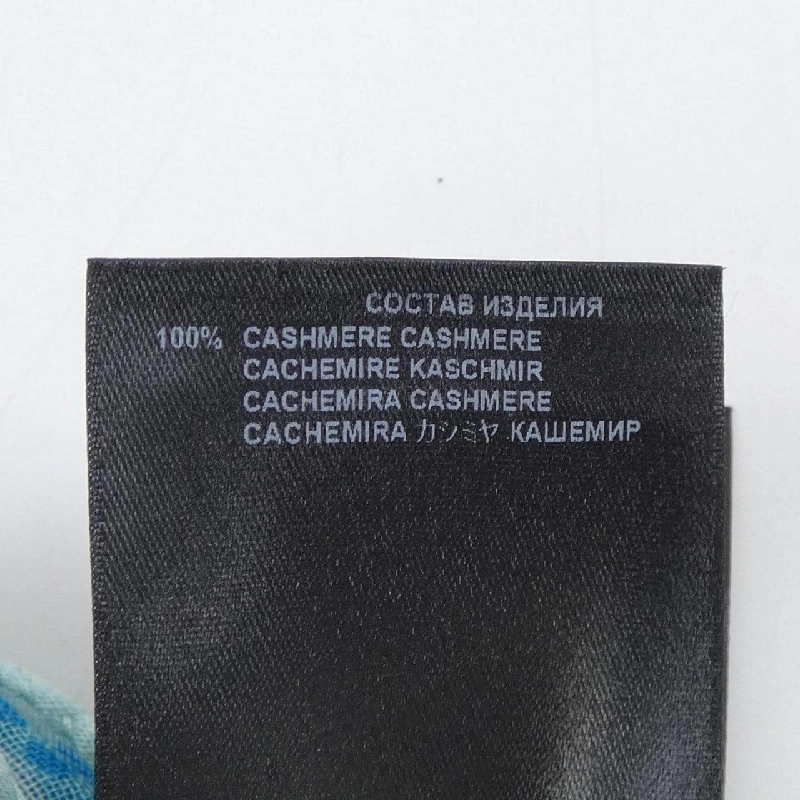 СОСТАВ ИЗДЕЛИЯ
100% CASHMERE CASHMERE
CACHEMIRE KASCHMIR
CACHEMIRA CASHMERE
CACHEMIRA カシミヤ КАШЕМИР